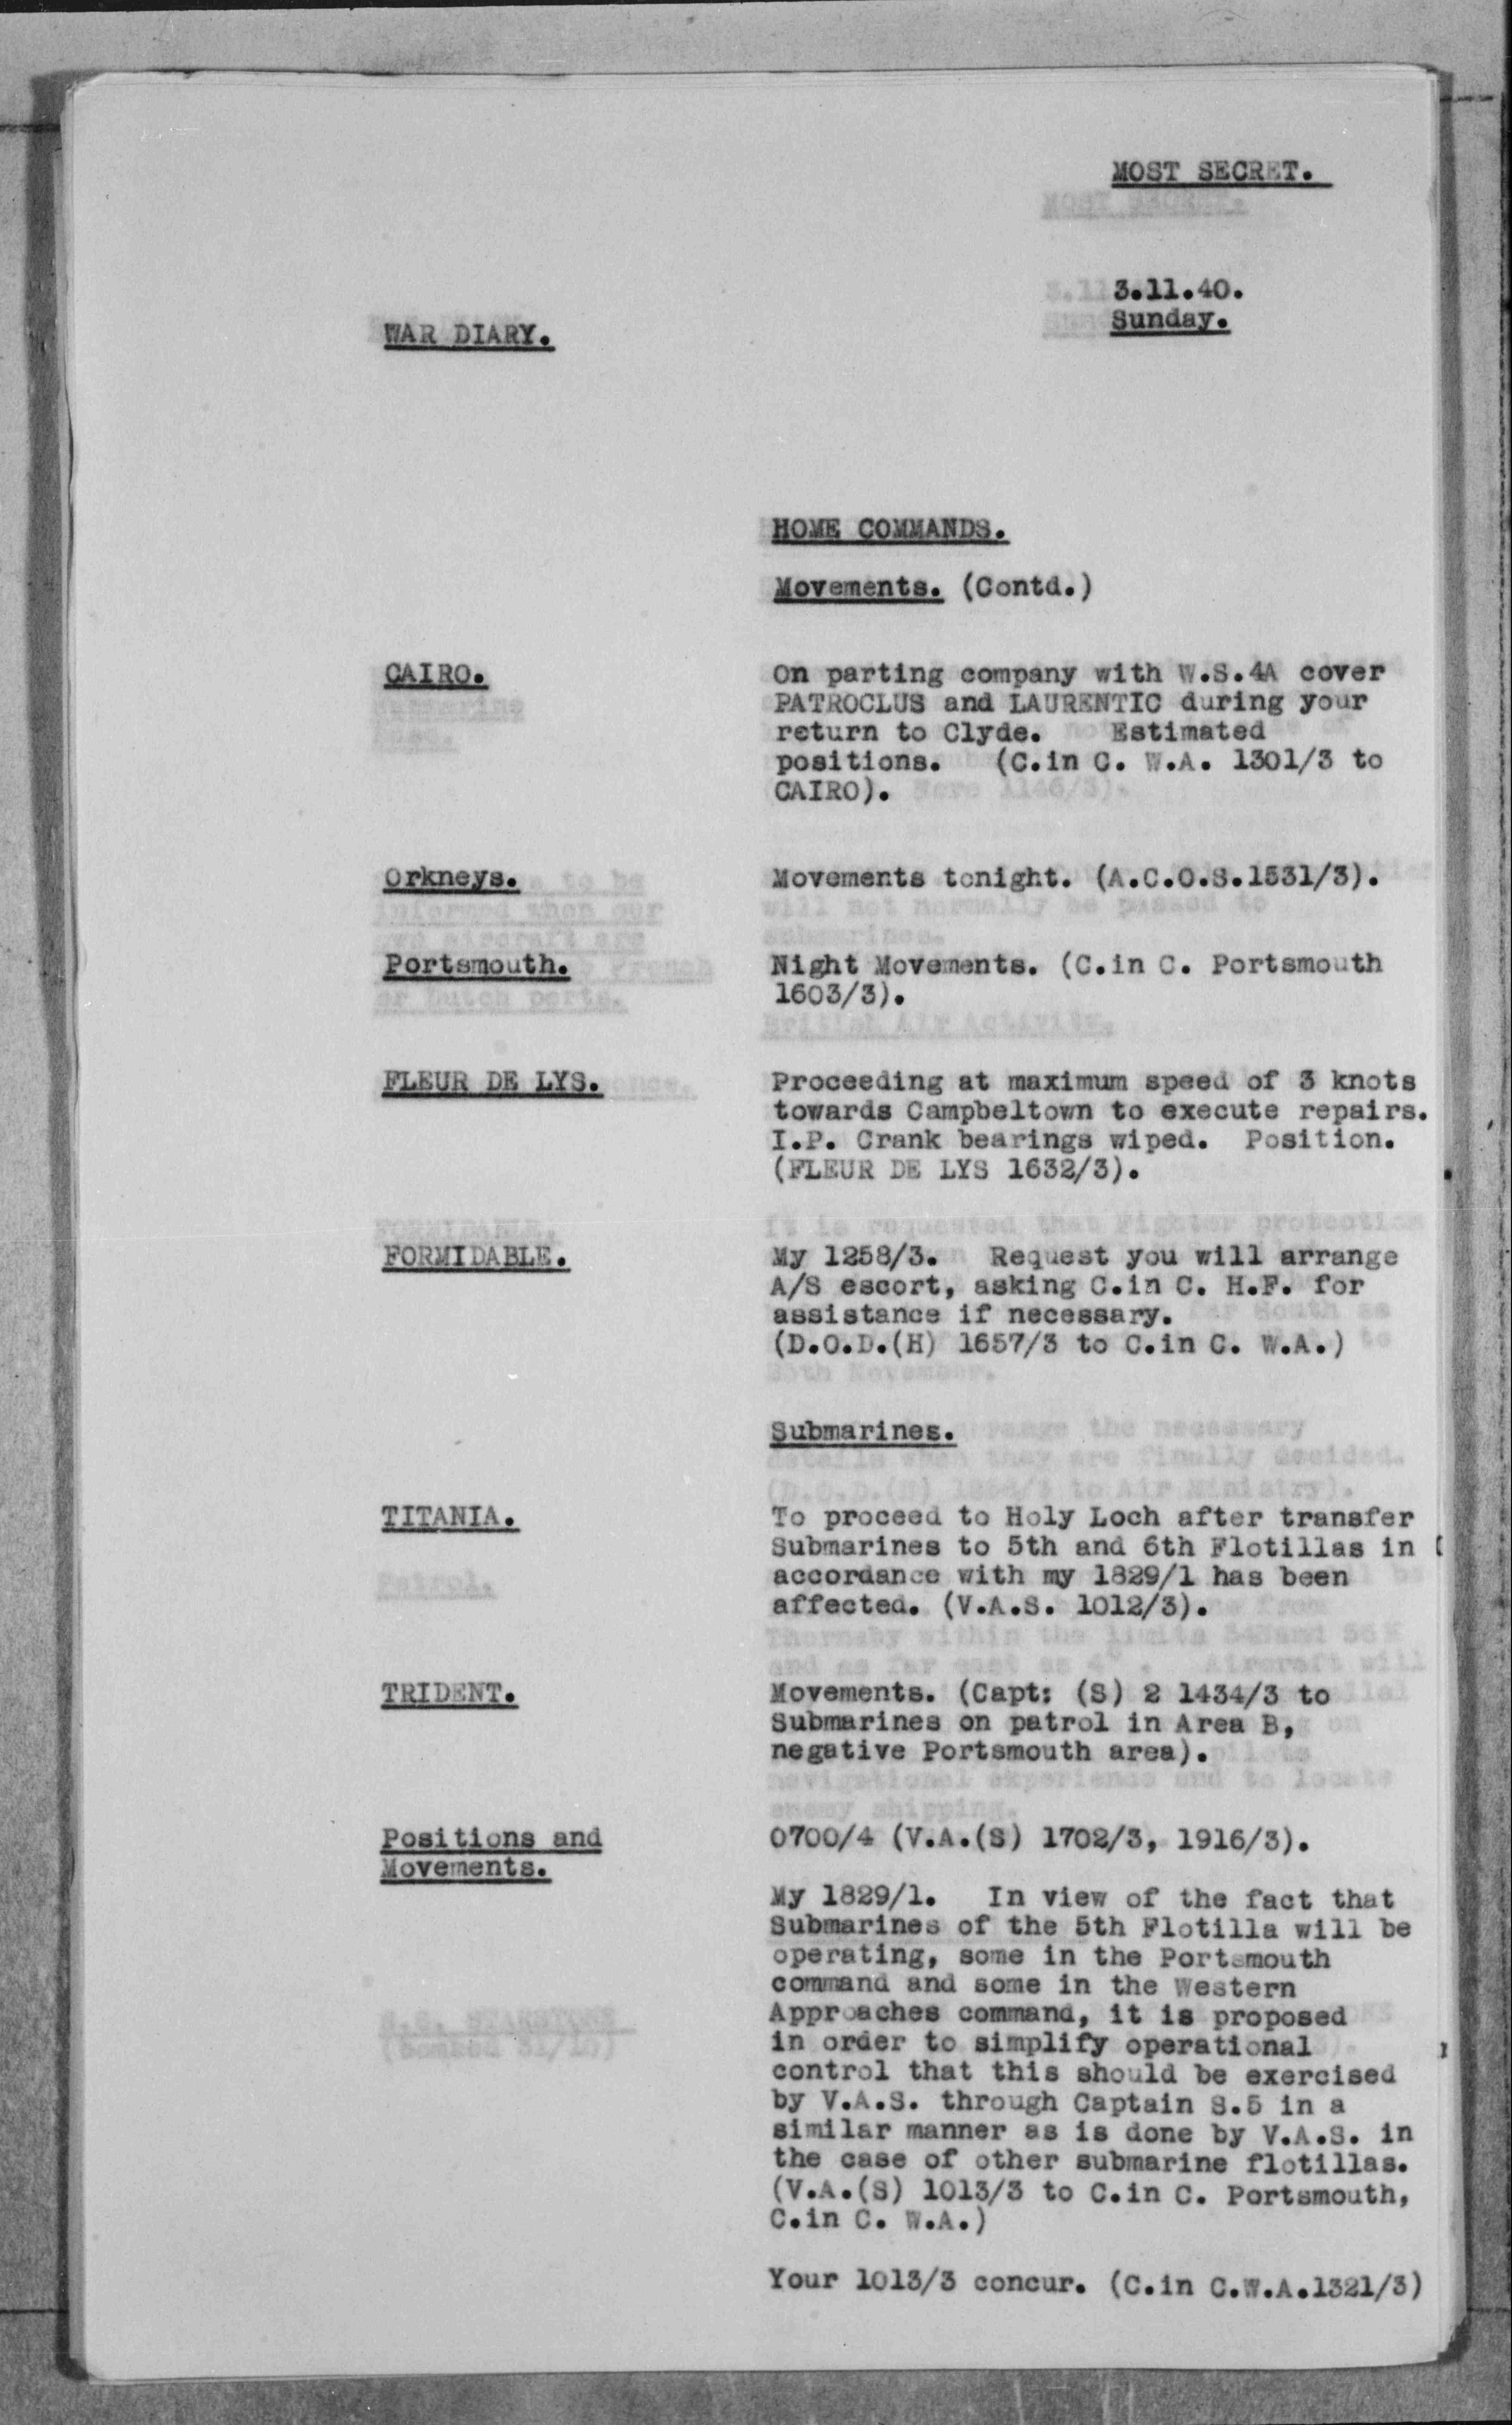 MOST SECRET.
3.11.40.
Sunday.
WAR DIARY.
HOME COMMANDS.
Movements. (Contd.)
CAIRO.
On parting company with W.S.4A cover
PATROCLUS and LAURENTIC during your
return to Clyde. Estimated
positions. (C.in C. W.A. 1301/3 to
CAIRO).
Orkneys.
Movements tonight. (A.C.O.S.1531/3).
Portsmouth.
Night Movements. (C.in C. Portsmouth
1603/3).
FLEUR DE LYS.
Proceeding at maximum speed of 3 knots
towards Campbeltown to execute repairs.
I.P. Crank bearings wiped. Position.
(FLEUR DE LYS 1632/3).
FORMIDABLE.
My 1258/3. Request you will arrange
A/S escort, asking C.in C. H.F. for
assistance if necessary.
(D.O.D.(H) 1657/3 to C.in C. W.A.)
Submarines.
TITANIA.
To proceed to Holy Loch after transfer
Submarines to 5th and 6th Flotillas in
accordance with my 1829/1 has been
affected. (V.A.S. 1012/3).
TRIDENT.
Movements. (Capt: (S) 2 1434/3 to
Submarines on patrol in Area B,
negative Portsmouth area).
Positions and
Movements.
0700/4 (V.A.(S) 1702/3, 1916/3).
My 1829/1. In view of the fact that
Submarines of the 5th Flotilla will be
operating, some in the Portsmouth
command and some in the Western
Approaches command, it is proposed
in order to simplify operational
control that this should be exercised
by V.A.S. through Captain S.5 in a
similar manner as is done by V.A.S. in
the case of other submarine flotillas.
(V.A.(S) 1013/3 to C.in C. Portsmouth,
C.in C. W.A.)
Your 1013/3 concur. (C.in C.W.A.1321/3)